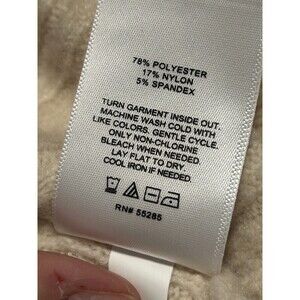 78% POLYESTER
17% NYLON
5% SPANDEX
TURN GARMENT INSIDE OUT.
MACHINE WASH COLD WITH
LIKE COLORS. GENTLE CYCLE.
ONLY NON-CHLORINE
BLEACH WHEN NEEDED.
LAY FLAT TO DRY.
COOL IRON IF NEEDED.
RN# 55285